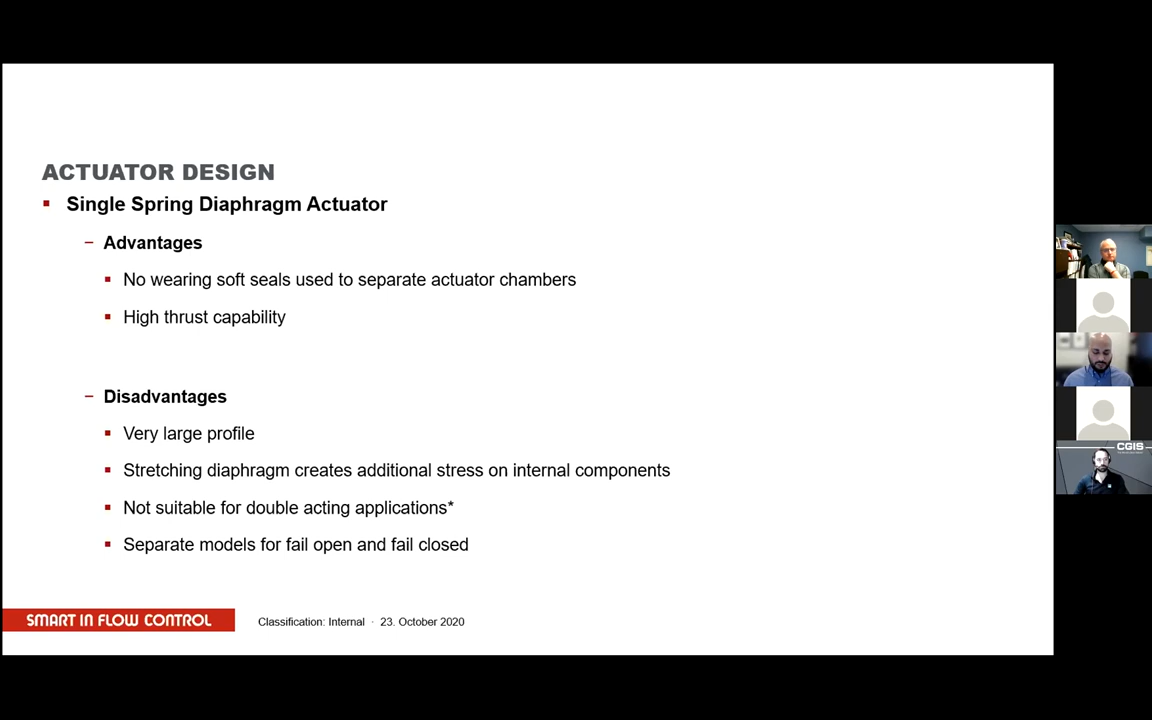 ACTUATOR DESIGN
Single Spring Diaphragm Actuator
Advantages
No wearing soft seals used to separate actuator chambers
High thrust capability
Disadvantages
Very large profile
Stretching diaphragm creates additional stress on internal components
Not suitable for double acting applications*
Separate models for fail open and fail closed
SMART IN FLOW CONTROL
Classification: Internal · 23. October 2020
CGIS